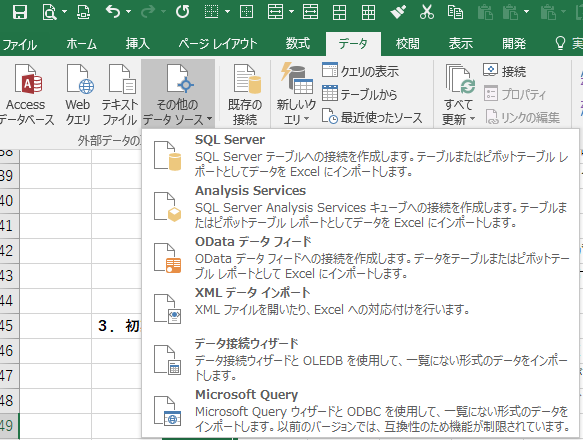 ファイル ホーム 挿入 ページ レイアウト 数式 データ 校閲 表示 開発 実
Access データベース
Web クエリ
テキスト ファイル
その他の データ ソース
既存の 接続
新しいク エリ
クエリの表示
テーブルから
最近使ったソース
すべて 更新
接続
プロパティ
リンクの編集
外部データの
SQL Server
SQL Server テーブルへの接続を作成します。テーブルまたはピボットテーブル レ
ポートとしてデータを Excel にインポートします。
Analysis Services
SQL Server Analysis Services キューブへの接続を作成します。テーブルま
たはピボットテーブル レポートとしてデータを Excel にインポートします。
OData データ フィード
OData データ フィードへの接続を作成します。データをテーブルまたはピボットテー
ブル レポートとして Excel にインポートします。
XML データ インポート
XML ファイルを開いたり、Excel への対応付けを行います。
データ接続ウィザード
データ接続ウィザードと OLEDB を使用して、一覧にない形式のデータをインポー
トします。
Microsoft Query
Microsoft Query ウィザードと ODBC を使用して、一覧にない形式のデータを
インポートします。以前のバージョンでは、互換性のため機能が制限されています。
38
39
40
41
42
43
44
45 3．初
46
47
48
49